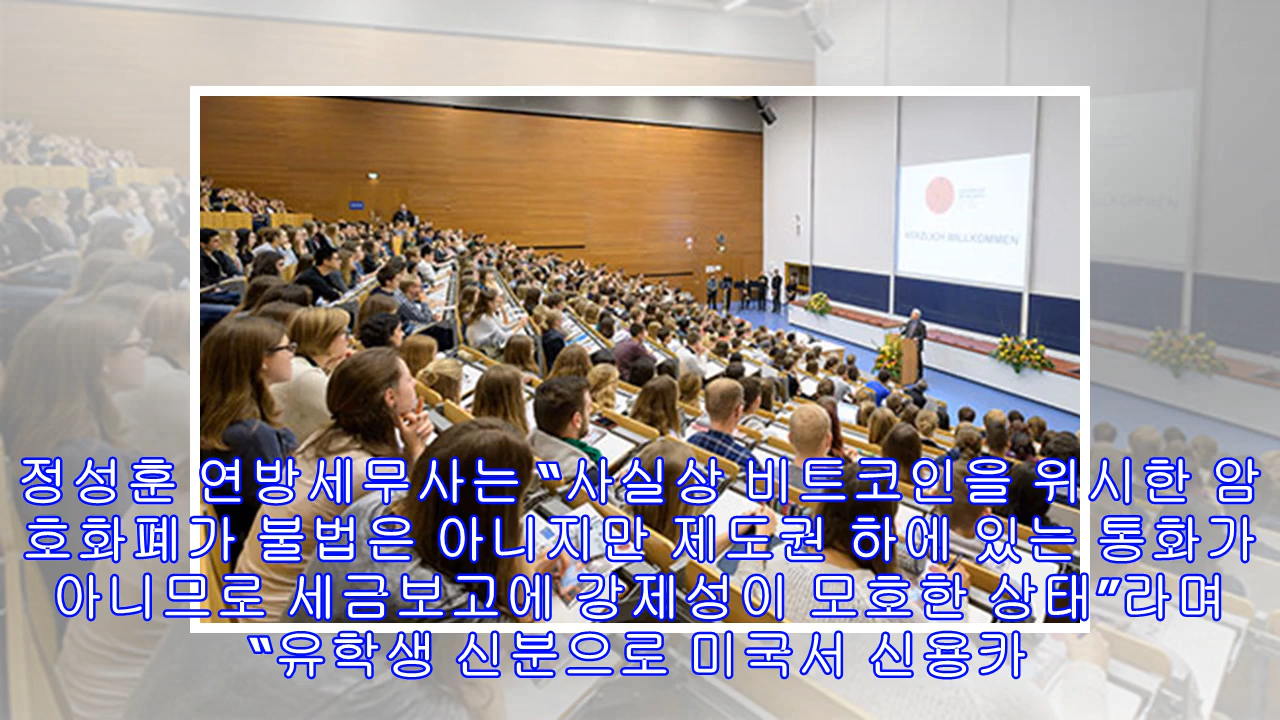 HERZLICH WILLKOMMEN
정성훈 연방세무사는 “사실상 비트코인을 위시한 암
호화폐가 불법은 아니지만 제도권 하에 있는 통화가
아니므로 세금보고에 강제성이 모호한 상태”라며
“유학생 신분으로 미국서 신용카